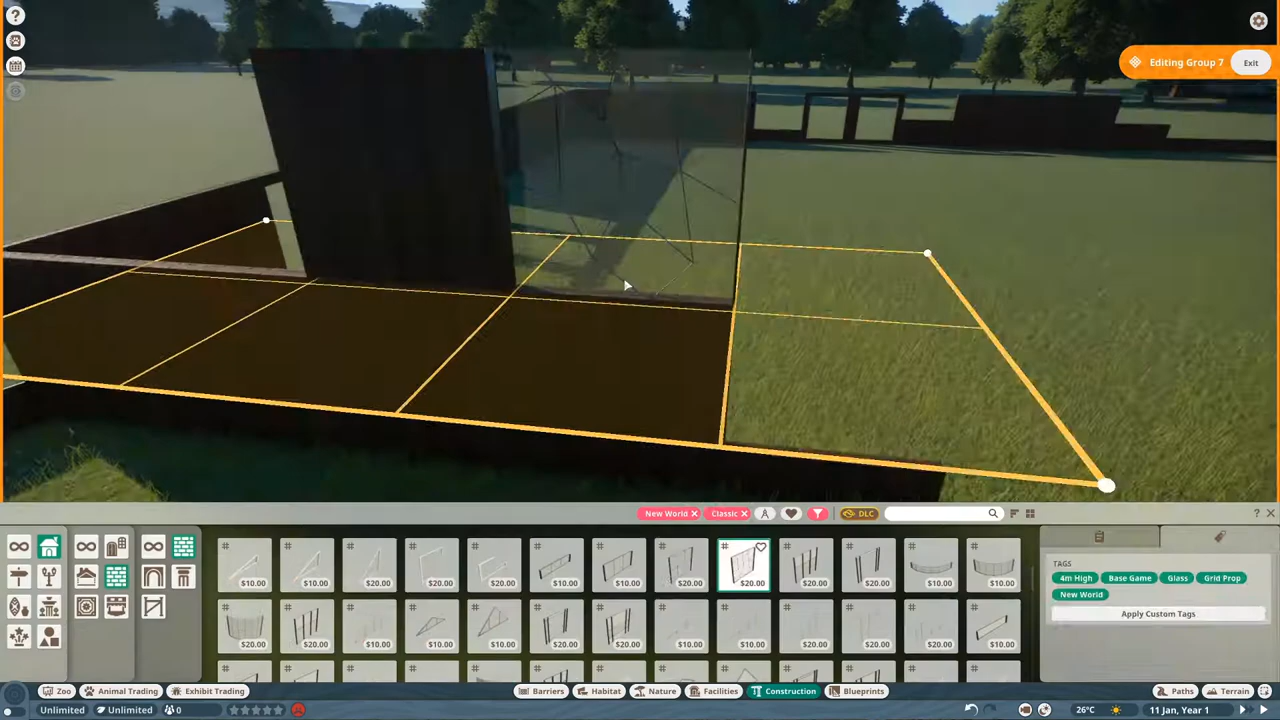 Editing Group 7 Exit
New World × Classic × DLC
? ×
# $10.00 # $10.00 # $20.00 # $20.00 # $20.00 # $10.00 # $10.00 # $20.00 # $20.00 # $20.00 # $20.00 # $10.00 # $10.00
TAGS
4m High Base Game Glass Grid Prop
New World
Apply Custom Tags
# $20.00 # $20.00 # $10.00 # $10.00 # $10.00 # $20.00 # $20.00 # $10.00 # $10.00 # $20.00 # $20.00 # $20.00 # $10.00
Zoo Animal Trading Exhibit Trading Barriers Habitat Nature Facilities Construction Blueprints Paths Terrain
Unlimited Unlimited 0 26°C 11 Jan, Year 1